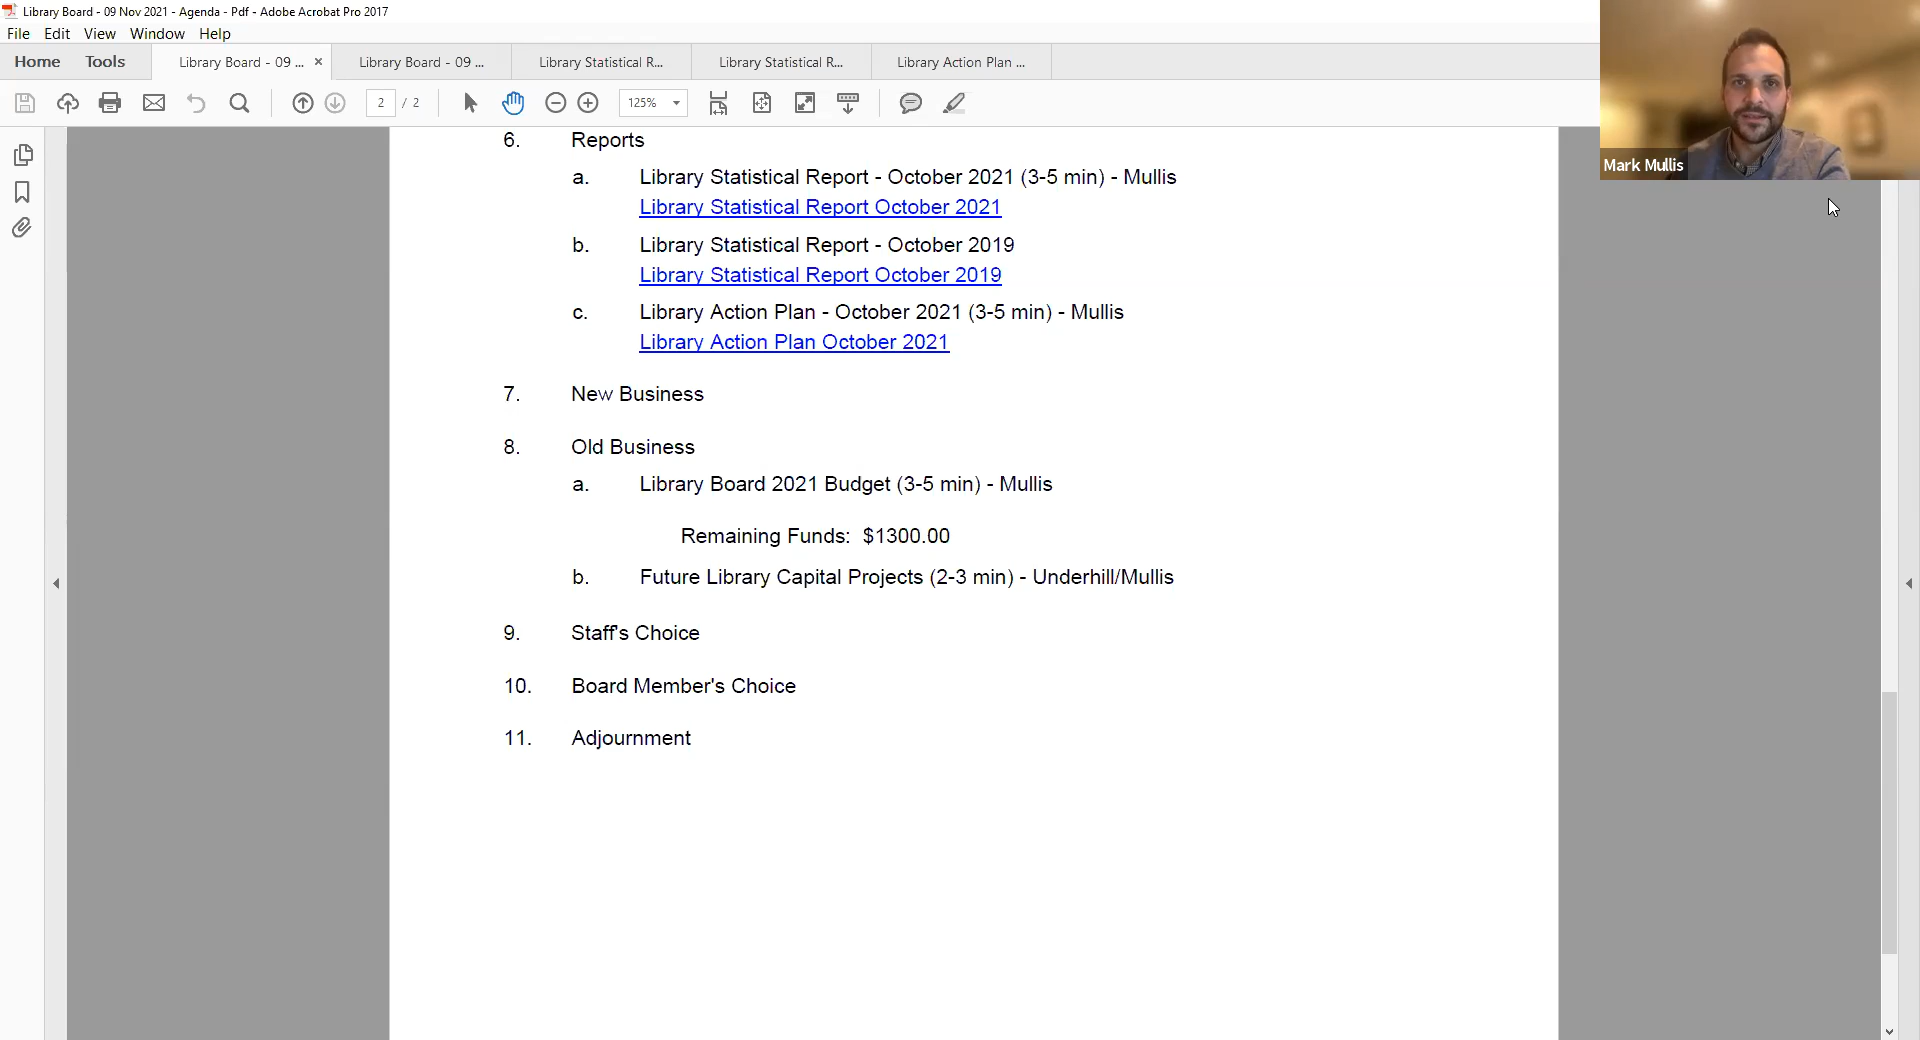 Library Board - 09 Nov 2021 - Agenda - Pdf - Adobe Acrobat Pro 2017
File Edit View Window Help
Home Tools Library Board - 09 ... × Library Board - 09 ... Library Statistical R... Library Statistical R... Library Action Plan ...
2 / 2 125%
Mark Mullis
6. Reports
a. Library Statistical Report - October 2021 (3-5 min) - Mullis
Library Statistical Report October 2021
b. Library Statistical Report - October 2019
Library Statistical Report October 2019
c. Library Action Plan - October 2021 (3-5 min) - Mullis
Library Action Plan October 2021
7. New Business
8. Old Business
a. Library Board 2021 Budget (3-5 min) - Mullis
Remaining Funds: $1300.00
b. Future Library Capital Projects (2-3 min) - Underhill/Mullis
9. Staff's Choice
10. Board Member's Choice
11. Adjournment